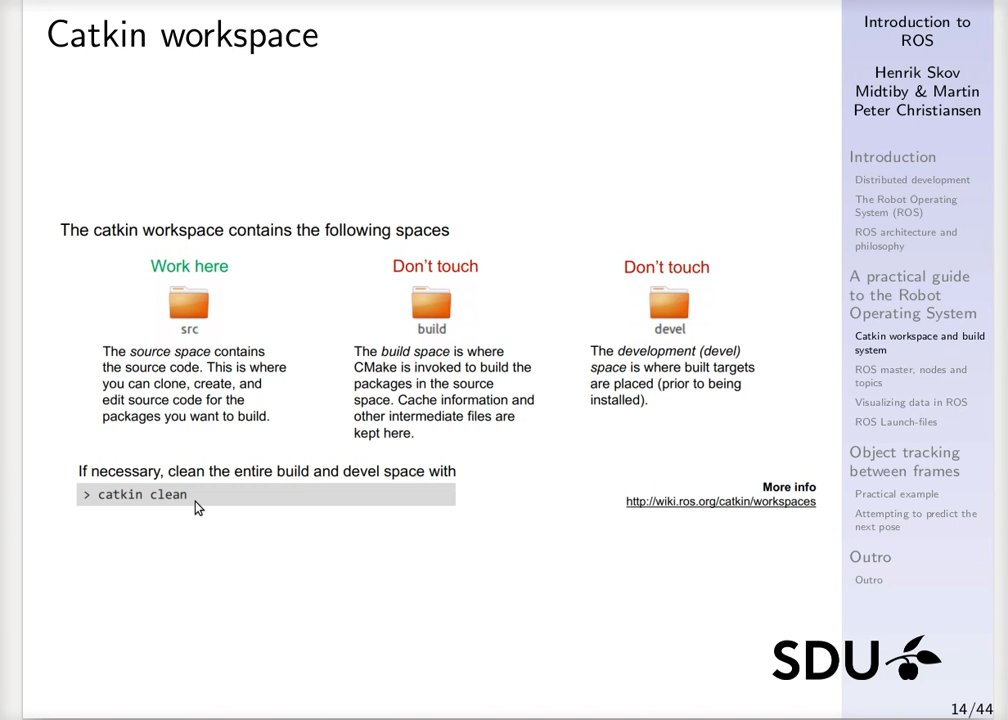 Catkin workspace
The catkin workspace contains the following spaces
Work here
src
The source space contains
the source code. This is where
you can clone, create, and
edit source code for the
packages you want to build.
Don't touch
build
The build space is where
CMake is invoked to build the
packages in the source
space. Cache information and
other intermediate files are
kept here.
Don't touch
devel
The development (devel)
space is where built targets
are placed (prior to being
installed).
If necessary, clean the entire build and devel space with
> catkin clean
More info
http://wiki.ros.org/catkin/workspaces
Introduction to
ROS
Henrik Skov
Midtiby & Martin
Peter Christiansen
Introduction
Distributed development
The Robot Operating
System (ROS)
ROS architecture and
philosophy
A practical guide
to the Robot
Operating System
Catkin workspace and build
system
ROS master, nodes and
topics
Visualizing data in ROS
ROS Launch-files
Object tracking
between frames
Practical example
Attempting to predict the
next pose
Outro
Outro
SDU
14/44